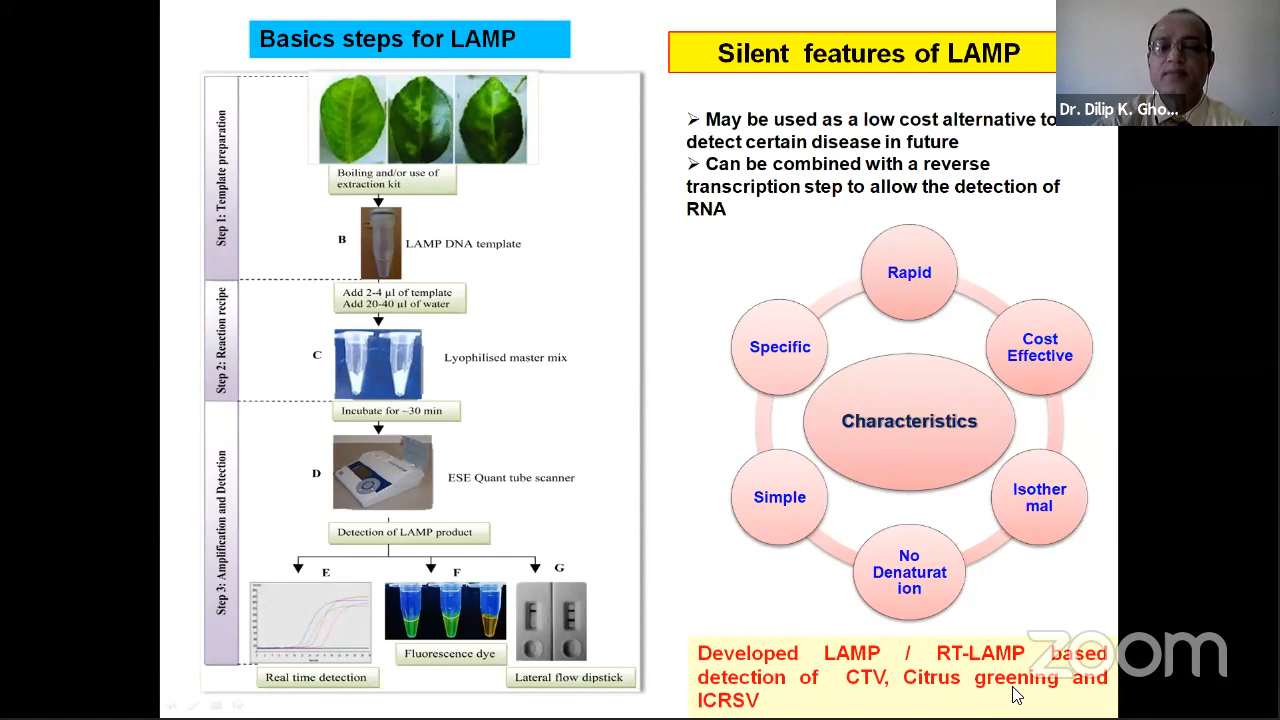 Basics steps for LAMP
Step 1: Template preparation
Boiling and/or use of
extraction kit
B
LAMP DNA template
Step 2: Reaction recipe
Add 2-4 µl of template
Add 20-40 µl of water
C
Lyophilised master mix
Step 3: Amplification and Detection
Incubate for ~30 min
D
ESE Quant tube scanner
Detection of LAMP product
E
F
G
Fluorescence dye
Real time detection
Lateral flow dipstick
Silent features of LAMP
Dr. Dilip K. Gho...
➢ May be used as a low cost alternative to
detect certain disease in future
➢ Can be combined with a reverse
transcription step to allow the detection of
RNA
Rapid
Specific
Cost
Effective
Characteristics
Simple
Isother
mal
No
Denaturat
ion
Developed LAMP / RT-LAMP based
detection of CTV, Citrus greening and
ICRSV
zoom